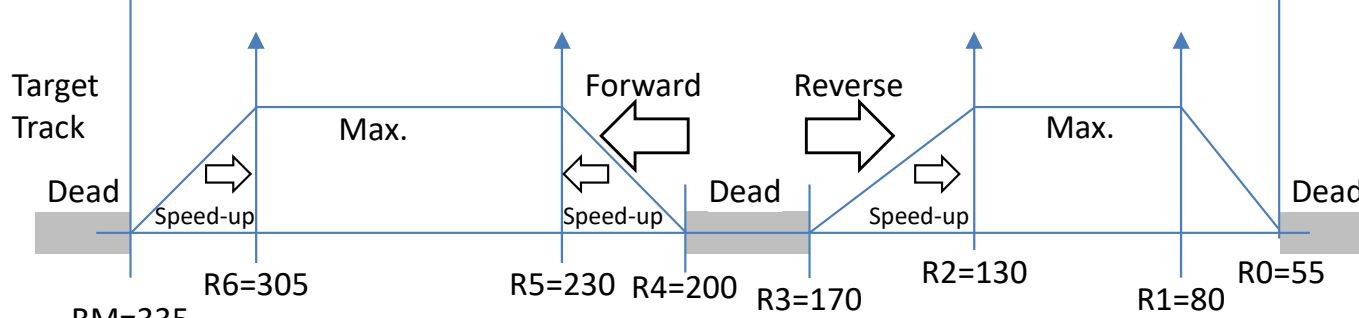 Target
Track
Dead
Speed-up
Max.
Forward
Speed-up
Dead
Reverse
Speed-up
Max.
Dead
R6=305
R5=230
R4=200
R3=170
R2=130
R1=80
R0=55